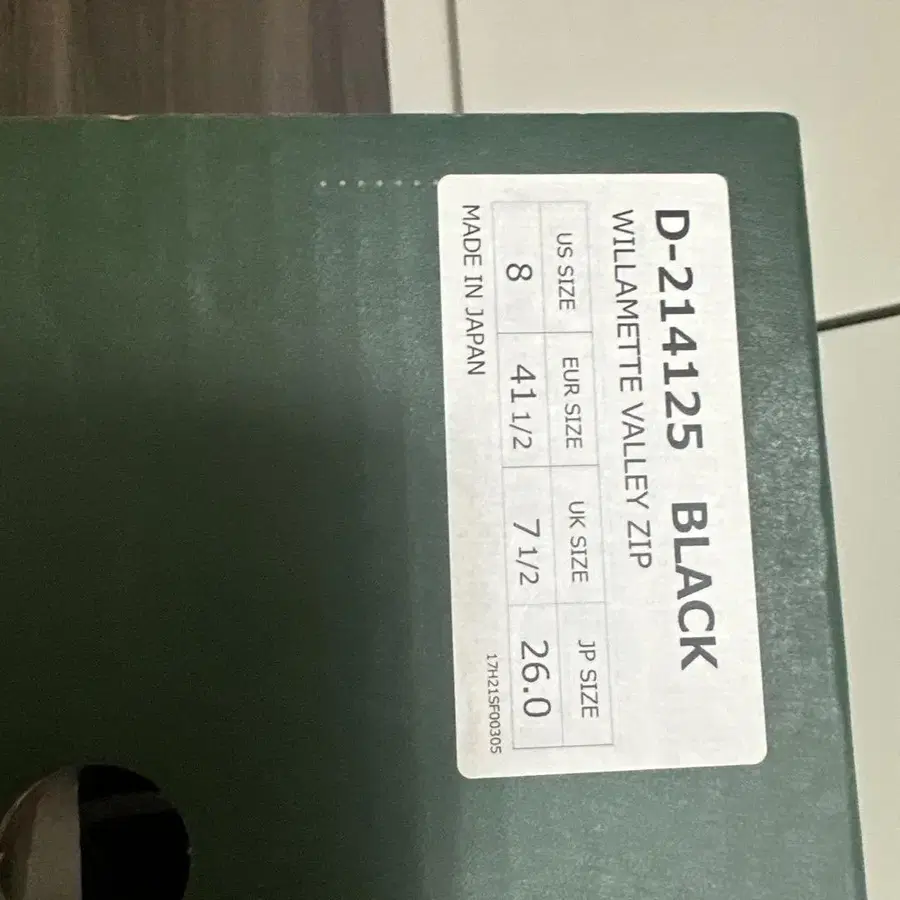 D-214125 BLACK
WILLAMETTE VALLEY ZIP
US SIZE EUR SIZE UK SIZE JP SIZE
8 41 1/2 7 1/2 26.0
MADE IN JAPAN 17H21SF00305